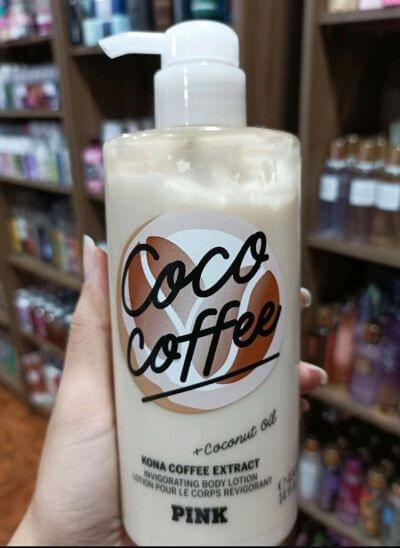 Coco
coffee
+ Coconut Oil
KONA COFFEE EXTRACT
INVIGORATING BODY LOTION
LOTION POUR LE CORPS REVIGORANT
PINK